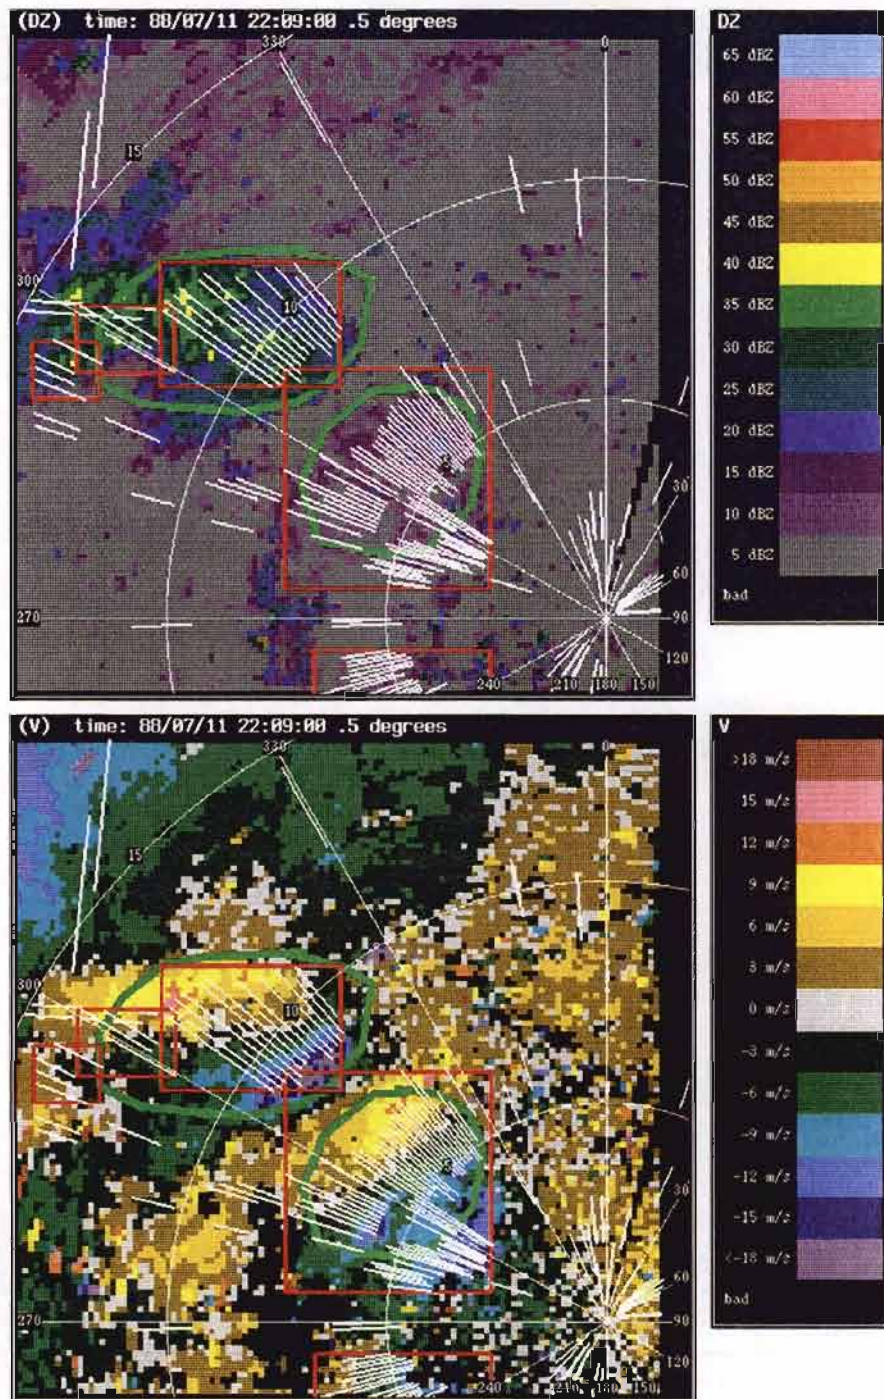 (DZ) time: 88/07/11 22:09:00 .5 degrees
330
0
15
300
10
30
60
270
90
120
240
210
180
150
DZ
65 dBZ
60 dBZ
55 dBZ
50 dBZ
45 dBZ
40 dBZ
35 dBZ
30 dBZ
25 dBZ
20 dBZ
15 dBZ
10 dBZ
5 dBZ
bad
(V) time: 88/07/11 22:09:00 .5 degrees
330
0
15
300
10
30
60
270
90
120
240
210
180
150
V
>18 m/s
15 m/s
12 m/s
9 m/s
6 m/s
3 m/s
0 m/s
-3 m/s
-6 m/s
-9 m/s
-12 m/s
-15 m/s
<-18 m/s
bad